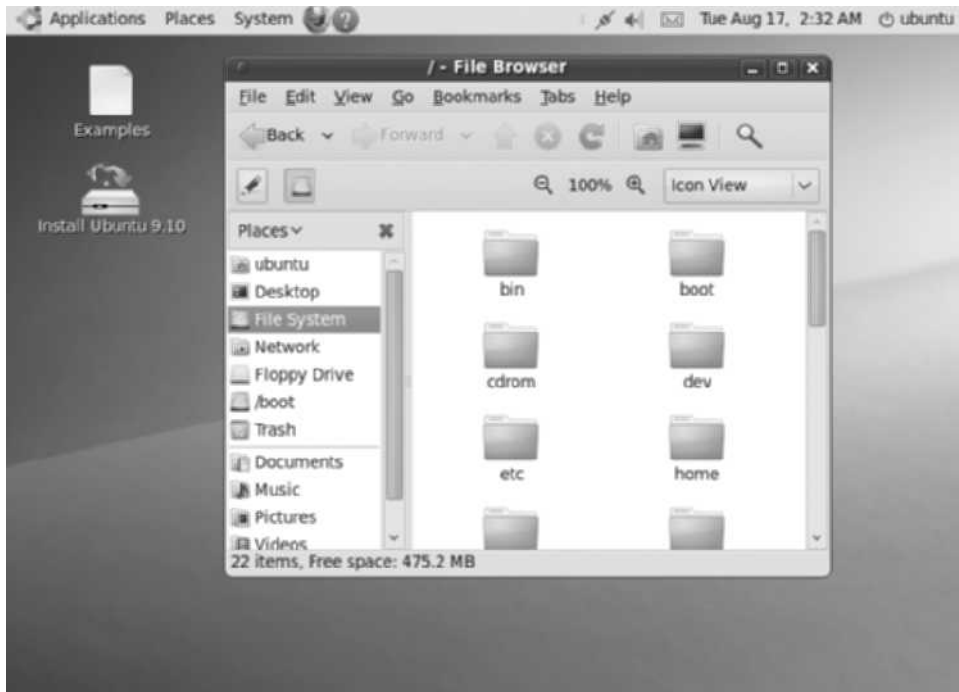 Applications Places System Tue Aug 17, 2:32 AM ubuntu
Examples
Install Ubuntu 9.10
/ - File Browser
File Edit View Go Bookmarks Tabs Help
Back Forward
100% Icon View
Places
ubuntu
Desktop
File System
Network
Floppy Drive
/boot
Trash
Documents
Music
Pictures
Videos
bin boot
cdrom dev
etc home
22 items, Free space: 475.2 MB